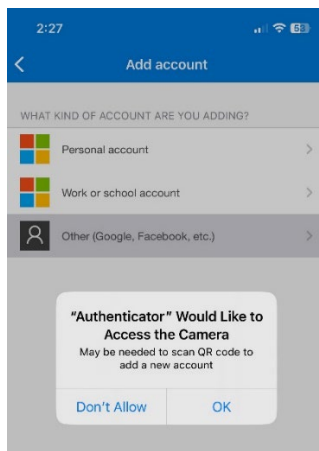 2:27
53
Add account
WHAT KIND OF ACCOUNT ARE YOU ADDING?
Personal account
Work or school account
Other (Google, Facebook, etc.)
“Authenticator” Would Like to
Access the Camera
May be needed to scan QR code to
add a new account
Don't Allow OK